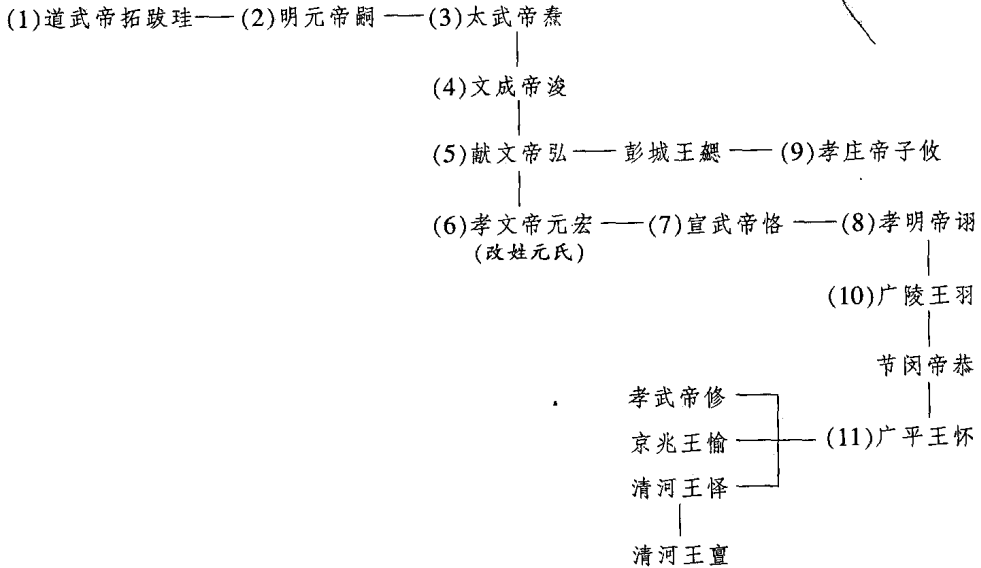 (1)道武帝拓跋珪 (2)明元帝嗣 (3)太武帝焘
(4)文成帝浚
(5)献文帝弘 彭城王勰 (9)孝庄帝子攸
(6)孝文帝元宏 (7)宣武帝恪 (8)孝明帝诩
(改姓元氏)
(10)广陵王羽
节闵帝恭
孝武帝修
京兆王愉 (11)广平王怀
清河王怿
清河王亶